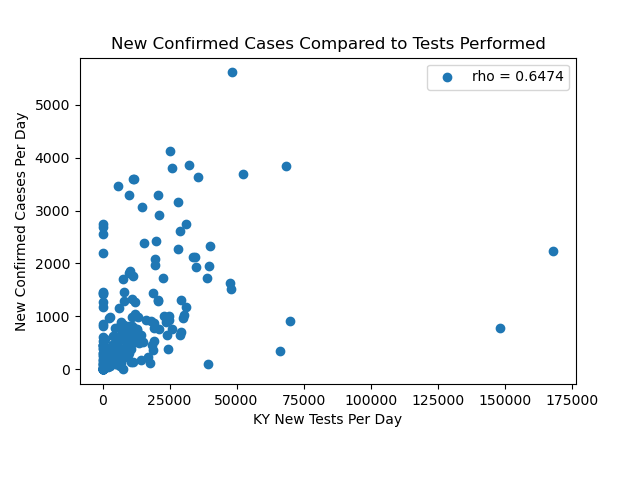 New Confirmed Cases Compared to Tests Performed
rho = 0.6474
New Confirmed Caeses Per Day
5000
4000
3000
2000
1000
0
0 25000 50000 75000 100000 125000 150000 175000
KY New Tests Per Day